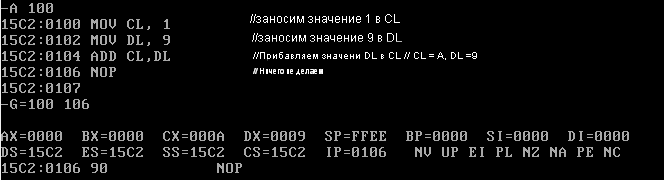 -A 100
15C2:0100 MOV CL, 1 //заносим значение 1 в CL
15C2:0102 MOV DL, 9 //заносим значение 9 в DL
15C2:0104 ADD CL,DL //Прибавляем значени DL в CL // CL = A, DL =9
15C2:0106 NOP //Ничего не делаем
15C2:0107
-G=100 106
AX=0000 BX=0000 CX=000A DX=0009 SP=FFEE BP=0000 SI=0000 DI=0000
DS=15C2 ES=15C2 SS=15C2 CS=15C2 IP=0106 NV UP EI PL NZ NA PE NC
15C2:0106 90 NOP